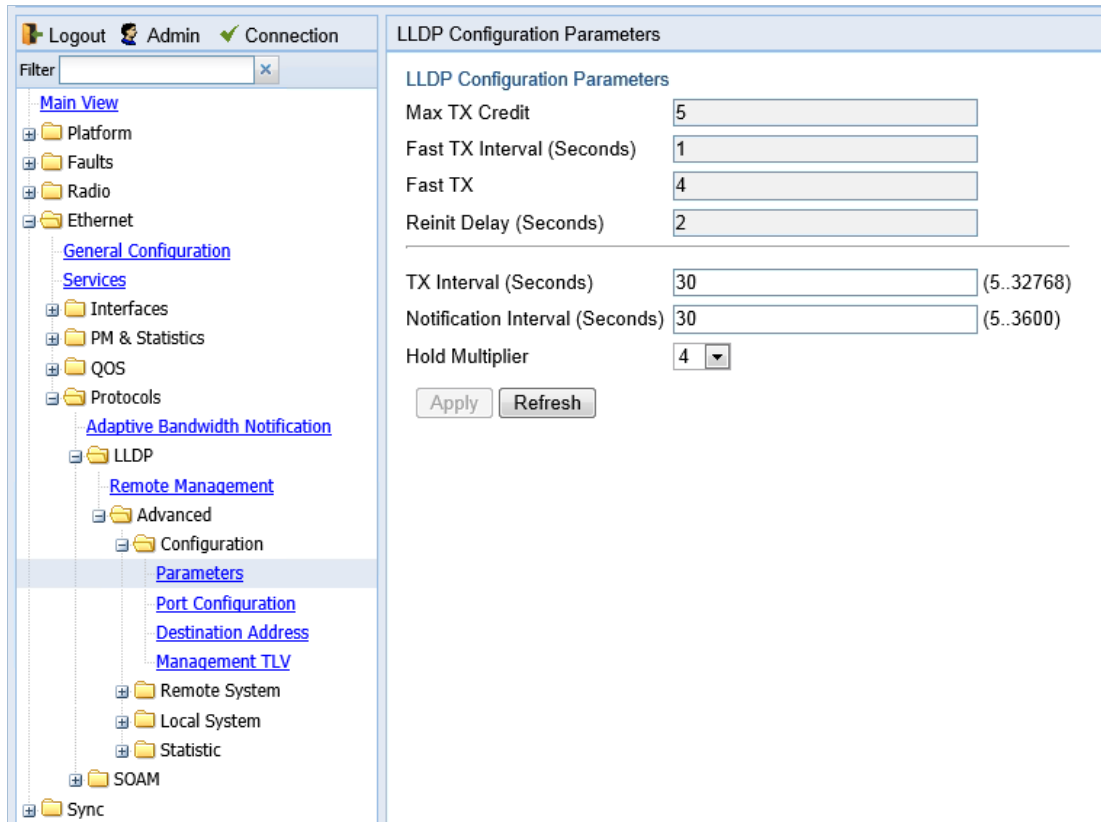 Logout Admin Connection
Filter
Main View
Platform
Faults
Radio
Ethernet
General Configuration
Services
Interfaces
PM & Statistics
QOS
Protocols
Adaptive Bandwidth Notification
LLDP
Remote Management
Advanced
Configuration
Parameters
Port Configuration
Destination Address
Management TLV
Remote System
Local System
Statistic
SOAM
Sync
LLDP Configuration Parameters
LLDP Configuration Parameters
Max TX Credit 5
Fast TX Interval (Seconds) 1
Fast TX 4
Reinit Delay (Seconds) 2
TX Interval (Seconds) 30 (5..32768)
Notification Interval (Seconds) 30 (5..3600)
Hold Multiplier 4
Apply Refresh